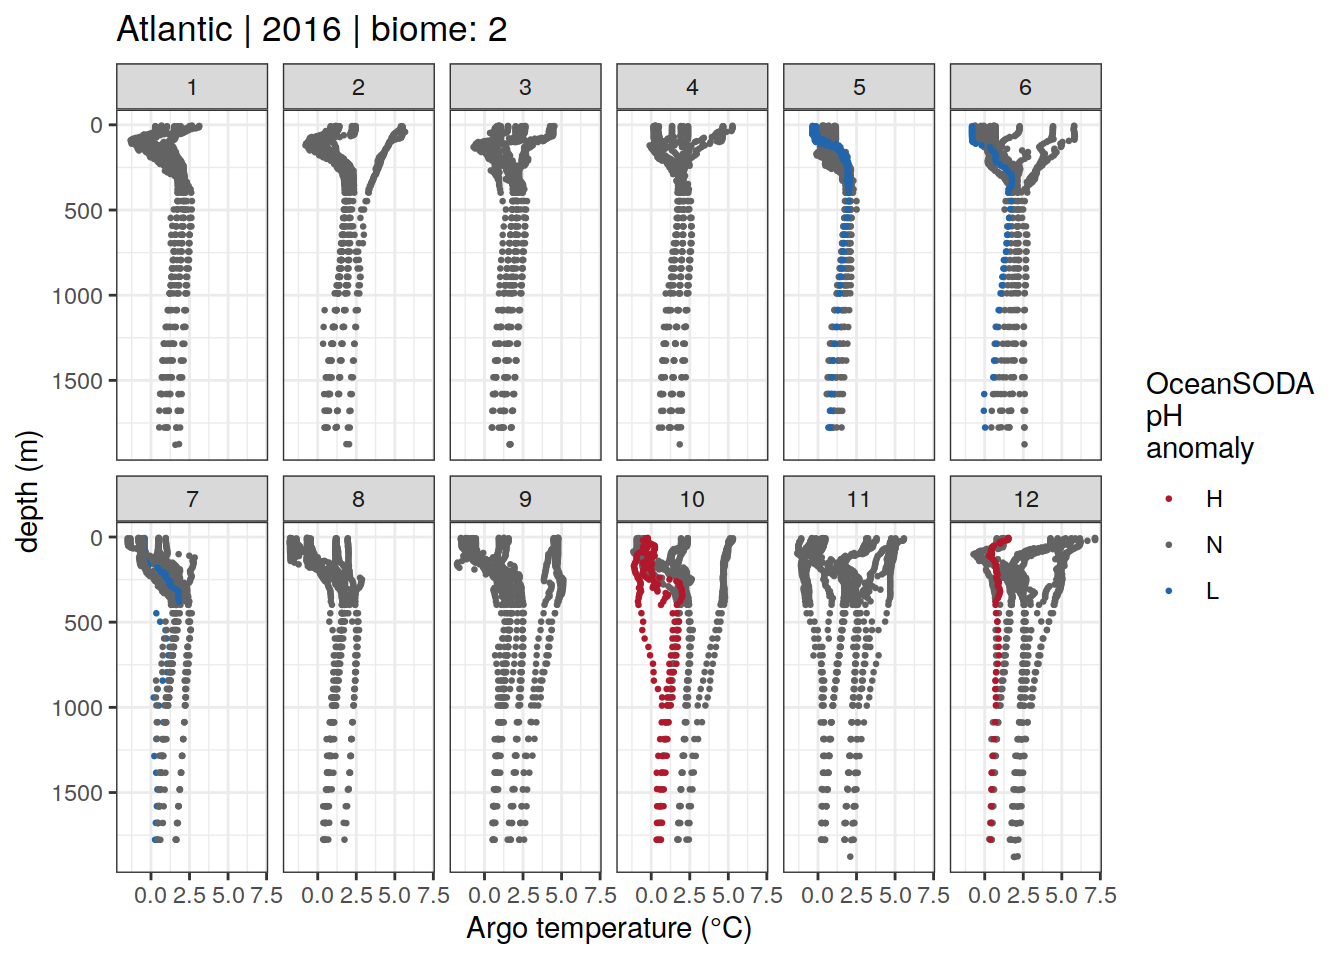 Atlantic | 2016 | biome: 2
1 2 3 4 5 6
0
500
1000
1500
7 8 9 10 11 12
0
500
1000
1500
0.0 2.5 5.0 7.5 0.0 2.5 5.0 7.5 0.0 2.5 5.0 7.5 0.0 2.5 5.0 7.5 0.0 2.5 5.0 7.5 0.0 2.5 5.0 7.5
Argo temperature (°C)
depth (m)
OceanSODA
pH
anomaly
H
N
L